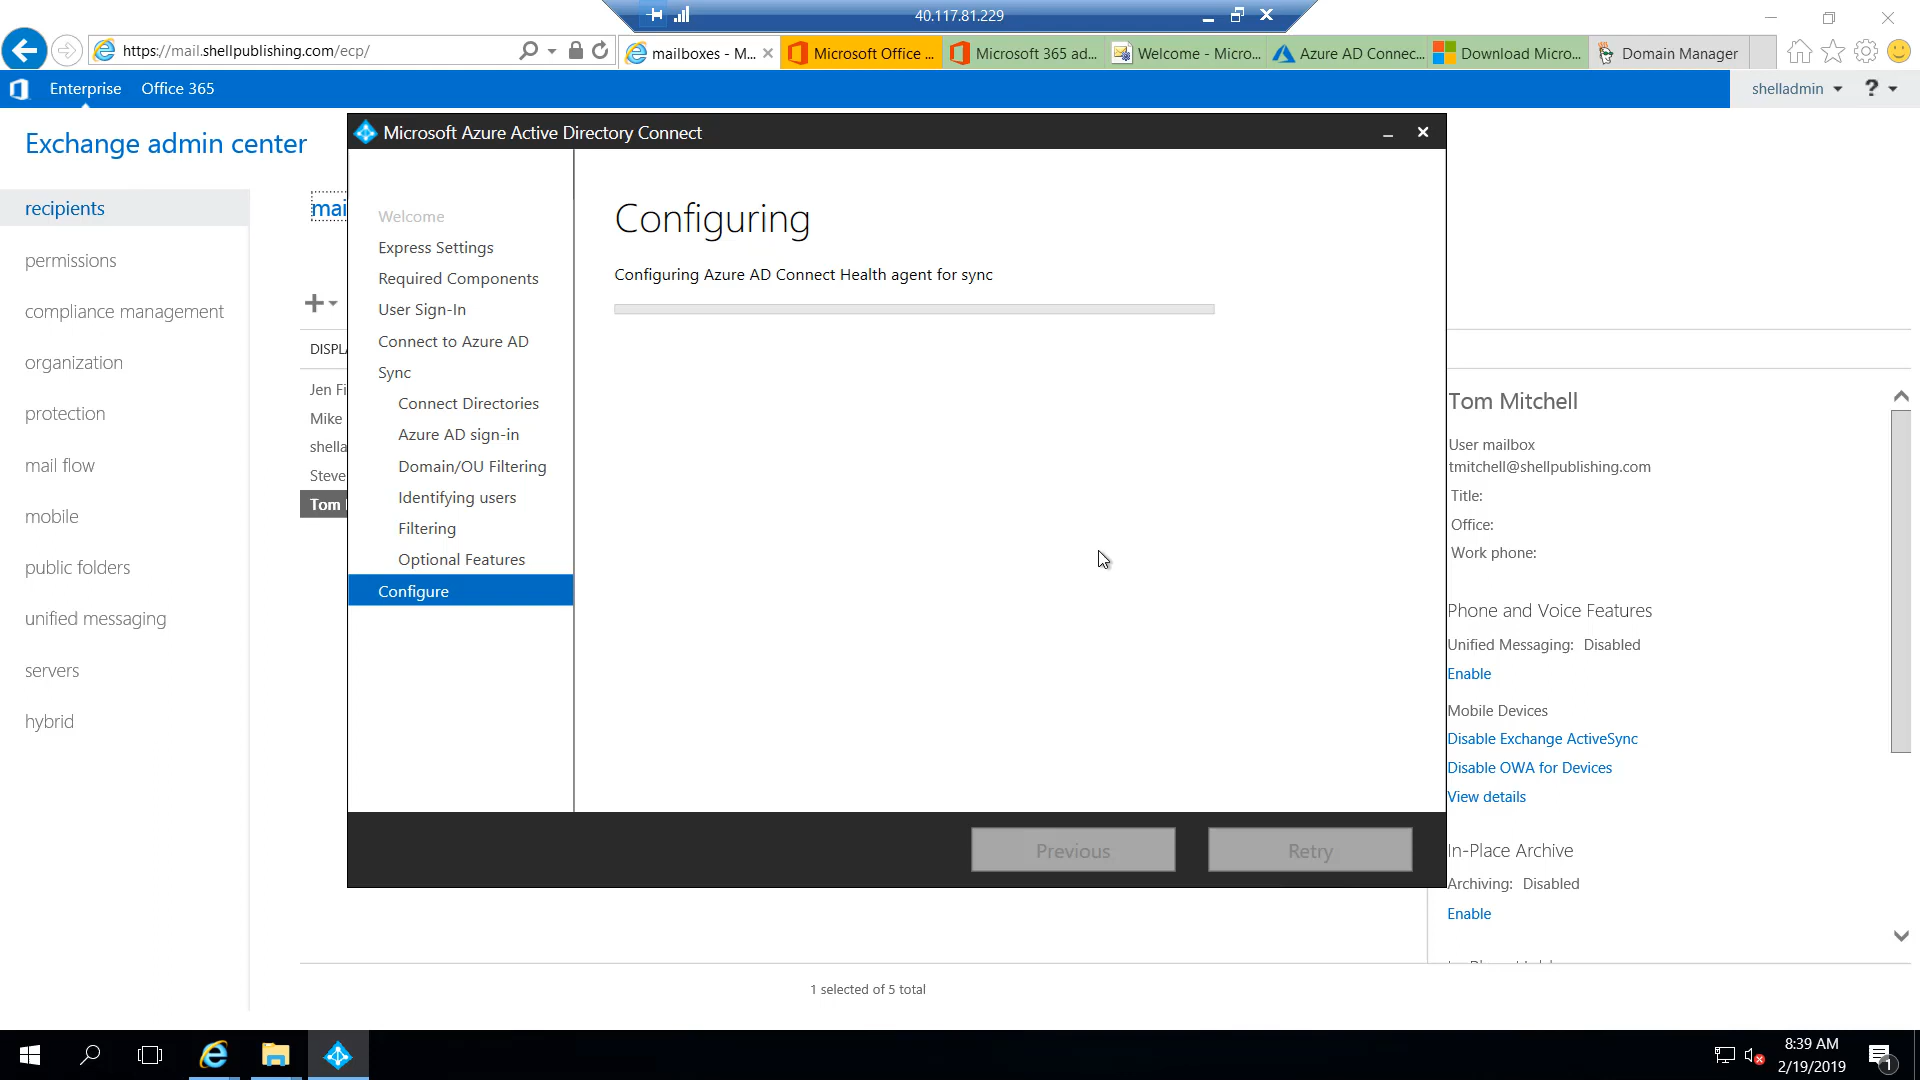 40.117.81.229
https://mail.shellpublishing.com/ecp/
mailboxes - M...
Microsoft Office ...
Microsoft 365 ad...
Welcome - Micro...
Azure AD Connec...
Download Micro...
Domain Manager
Enterprise
Office 365
shelladmin
?
Exchange admin center
recipients
permissions
compliance management
organization
protection
mail flow
mobile
public folders
unified messaging
servers
hybrid
mai
DISPL
Jen Fi
Mike
shella
Steve
Tom
Microsoft Azure Active Directory Connect
Welcome
Express Settings
Required Components
User Sign-In
Connect to Azure AD
Sync
Connect Directories
Azure AD sign-in
Domain/OU Filtering
Identifying users
Filtering
Optional Features
Configure
Configuring
Configuring Azure AD Connect Health agent for sync
Previous
Retry
Tom Mitchell
User mailbox
tmitchell@shellpublishing.com
Title:
Office:
Work phone:
Phone and Voice Features
Unified Messaging: Disabled
Enable
Mobile Devices
Disable Exchange ActiveSync
Disable OWA for Devices
View details
In-Place Archive
Archiving: Disabled
Enable
1 selected of 5 total
8:39 AM
2/19/2019
1